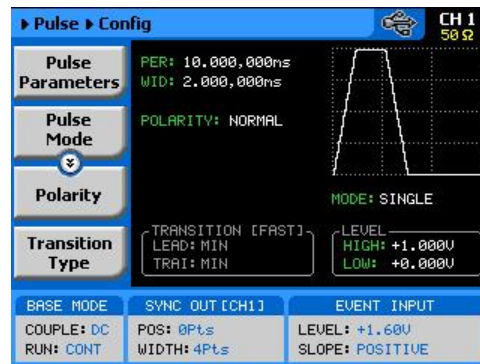 Pulse Config
CH 1
50 Ω
Pulse
Parameters
PER: 10.000,000ns
WID: 2.000,000ns
Pulse
Mode
POLARITY: NORMAL
Polarity
MODE: SINGLE
Transition
Type
TRANSITION [FAST]
LEAD: MIN
TRAI: MIN
LEVEL
HIGH: +1.000V
LOW: +0.000V
BASE MODE
COUPLE: DC
RUN: CONT
SYNC OUT [CH1]
POS: 0Pts
WIDTH: 4Pts
EVENT INPUT
LEVEL: +1.60V
SLOPE: POSITIVE